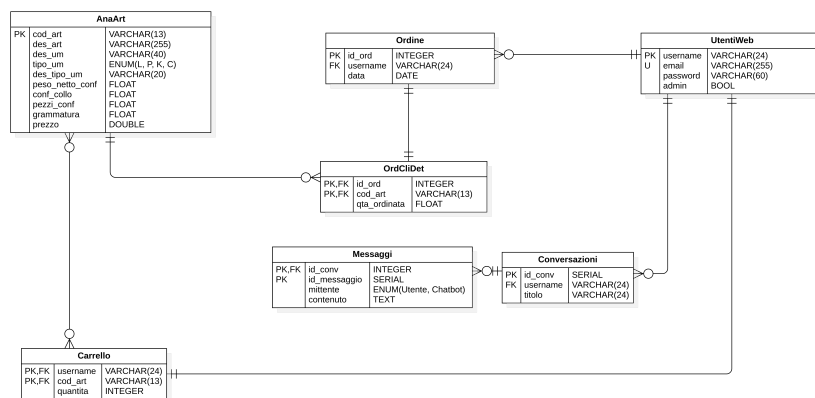 AnaArt
PK cod_art VARCHAR(13)
des_art VARCHAR(255)
des_um VARCHAR(40)
tipo_um ENUM(L, P, K, C)
des_tipo_um VARCHAR(20)
peso_netto_conf FLOAT
conf_collo FLOAT
pezzi_conf FLOAT
grammatura FLOAT
prezzo DOUBLE
Ordine
PK id_ord INTEGER
FK username VARCHAR(24)
data DATE
UtentiWeb
PK username VARCHAR(24)
U email VARCHAR(255)
password VARCHAR(60)
admin BOOL
OrdCliDet
PK,FK id_ord INTEGER
PK,FK cod_art VARCHAR(13)
qta_ordinata FLOAT
Messaggi
PK,FK id_conv INTEGER
PK id_messaggio SERIAL
mittente ENUM(Utente, Chatbot)
contenuto TEXT
Conversazioni
PK id_conv SERIAL
FK username VARCHAR(24)
titolo VARCHAR(24)
Carrello
PK,FK username VARCHAR(24)
PK,FK cod_art VARCHAR(13)
quantita INTEGER